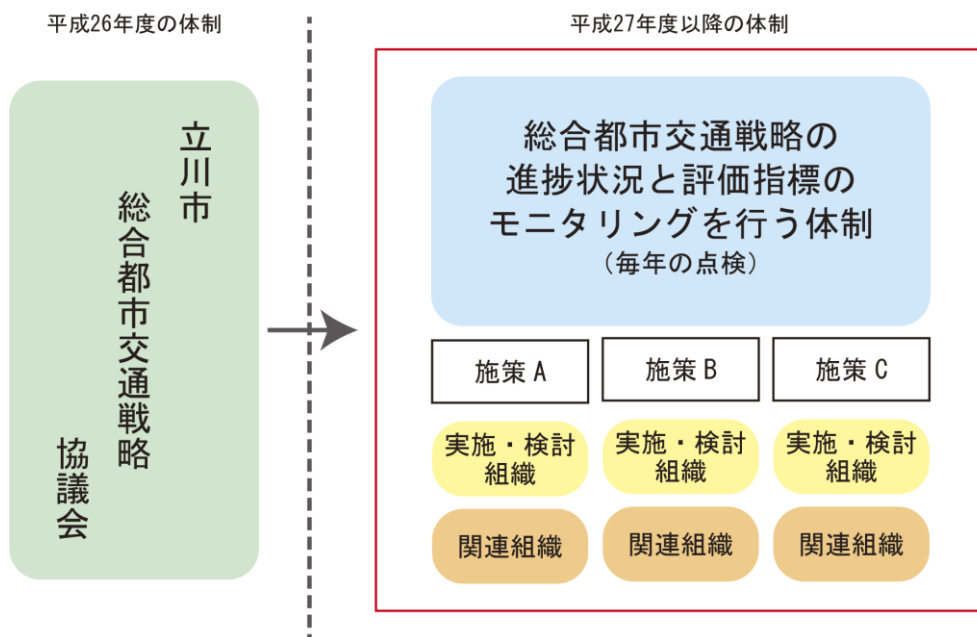 平成26年度の体制
立川市
総合都市交通戦略
協議会
平成27年度以降の体制
総合都市交通戦略の
進捗状況と評価指標の
モニタリングを行う体制
（毎年の点検）
施策 A
施策 B
施策 C
実施・検討
組織
実施・検討
組織
実施・検討
組織
関連組織
関連組織
関連組織